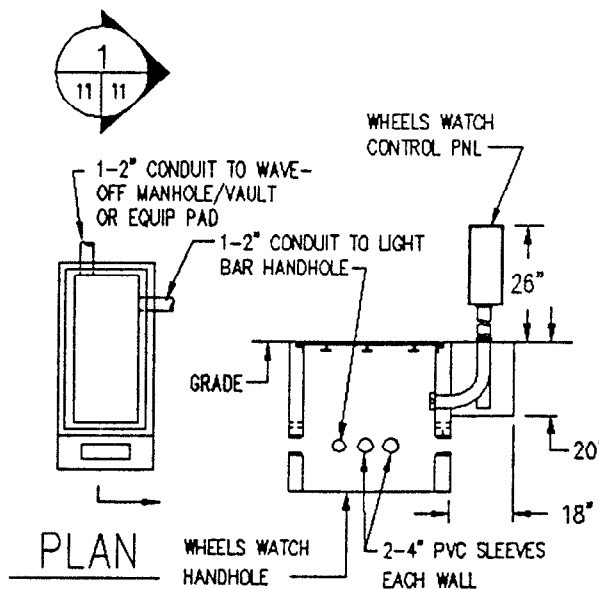 1
11 11
WHEELS WATCH
CONTROL PNL
1-2" CONDUIT TO WAVE-
OFF MANHOLE/VAULT
OR EQUIP PAD
1-2" CONDUIT TO LIGHT
BAR HANDHOLE
26"
GRADE
20"
18"
PLAN
WHEELS WATCH
HANDHOLE
2-4" PVC SLEEVES
EACH WALL